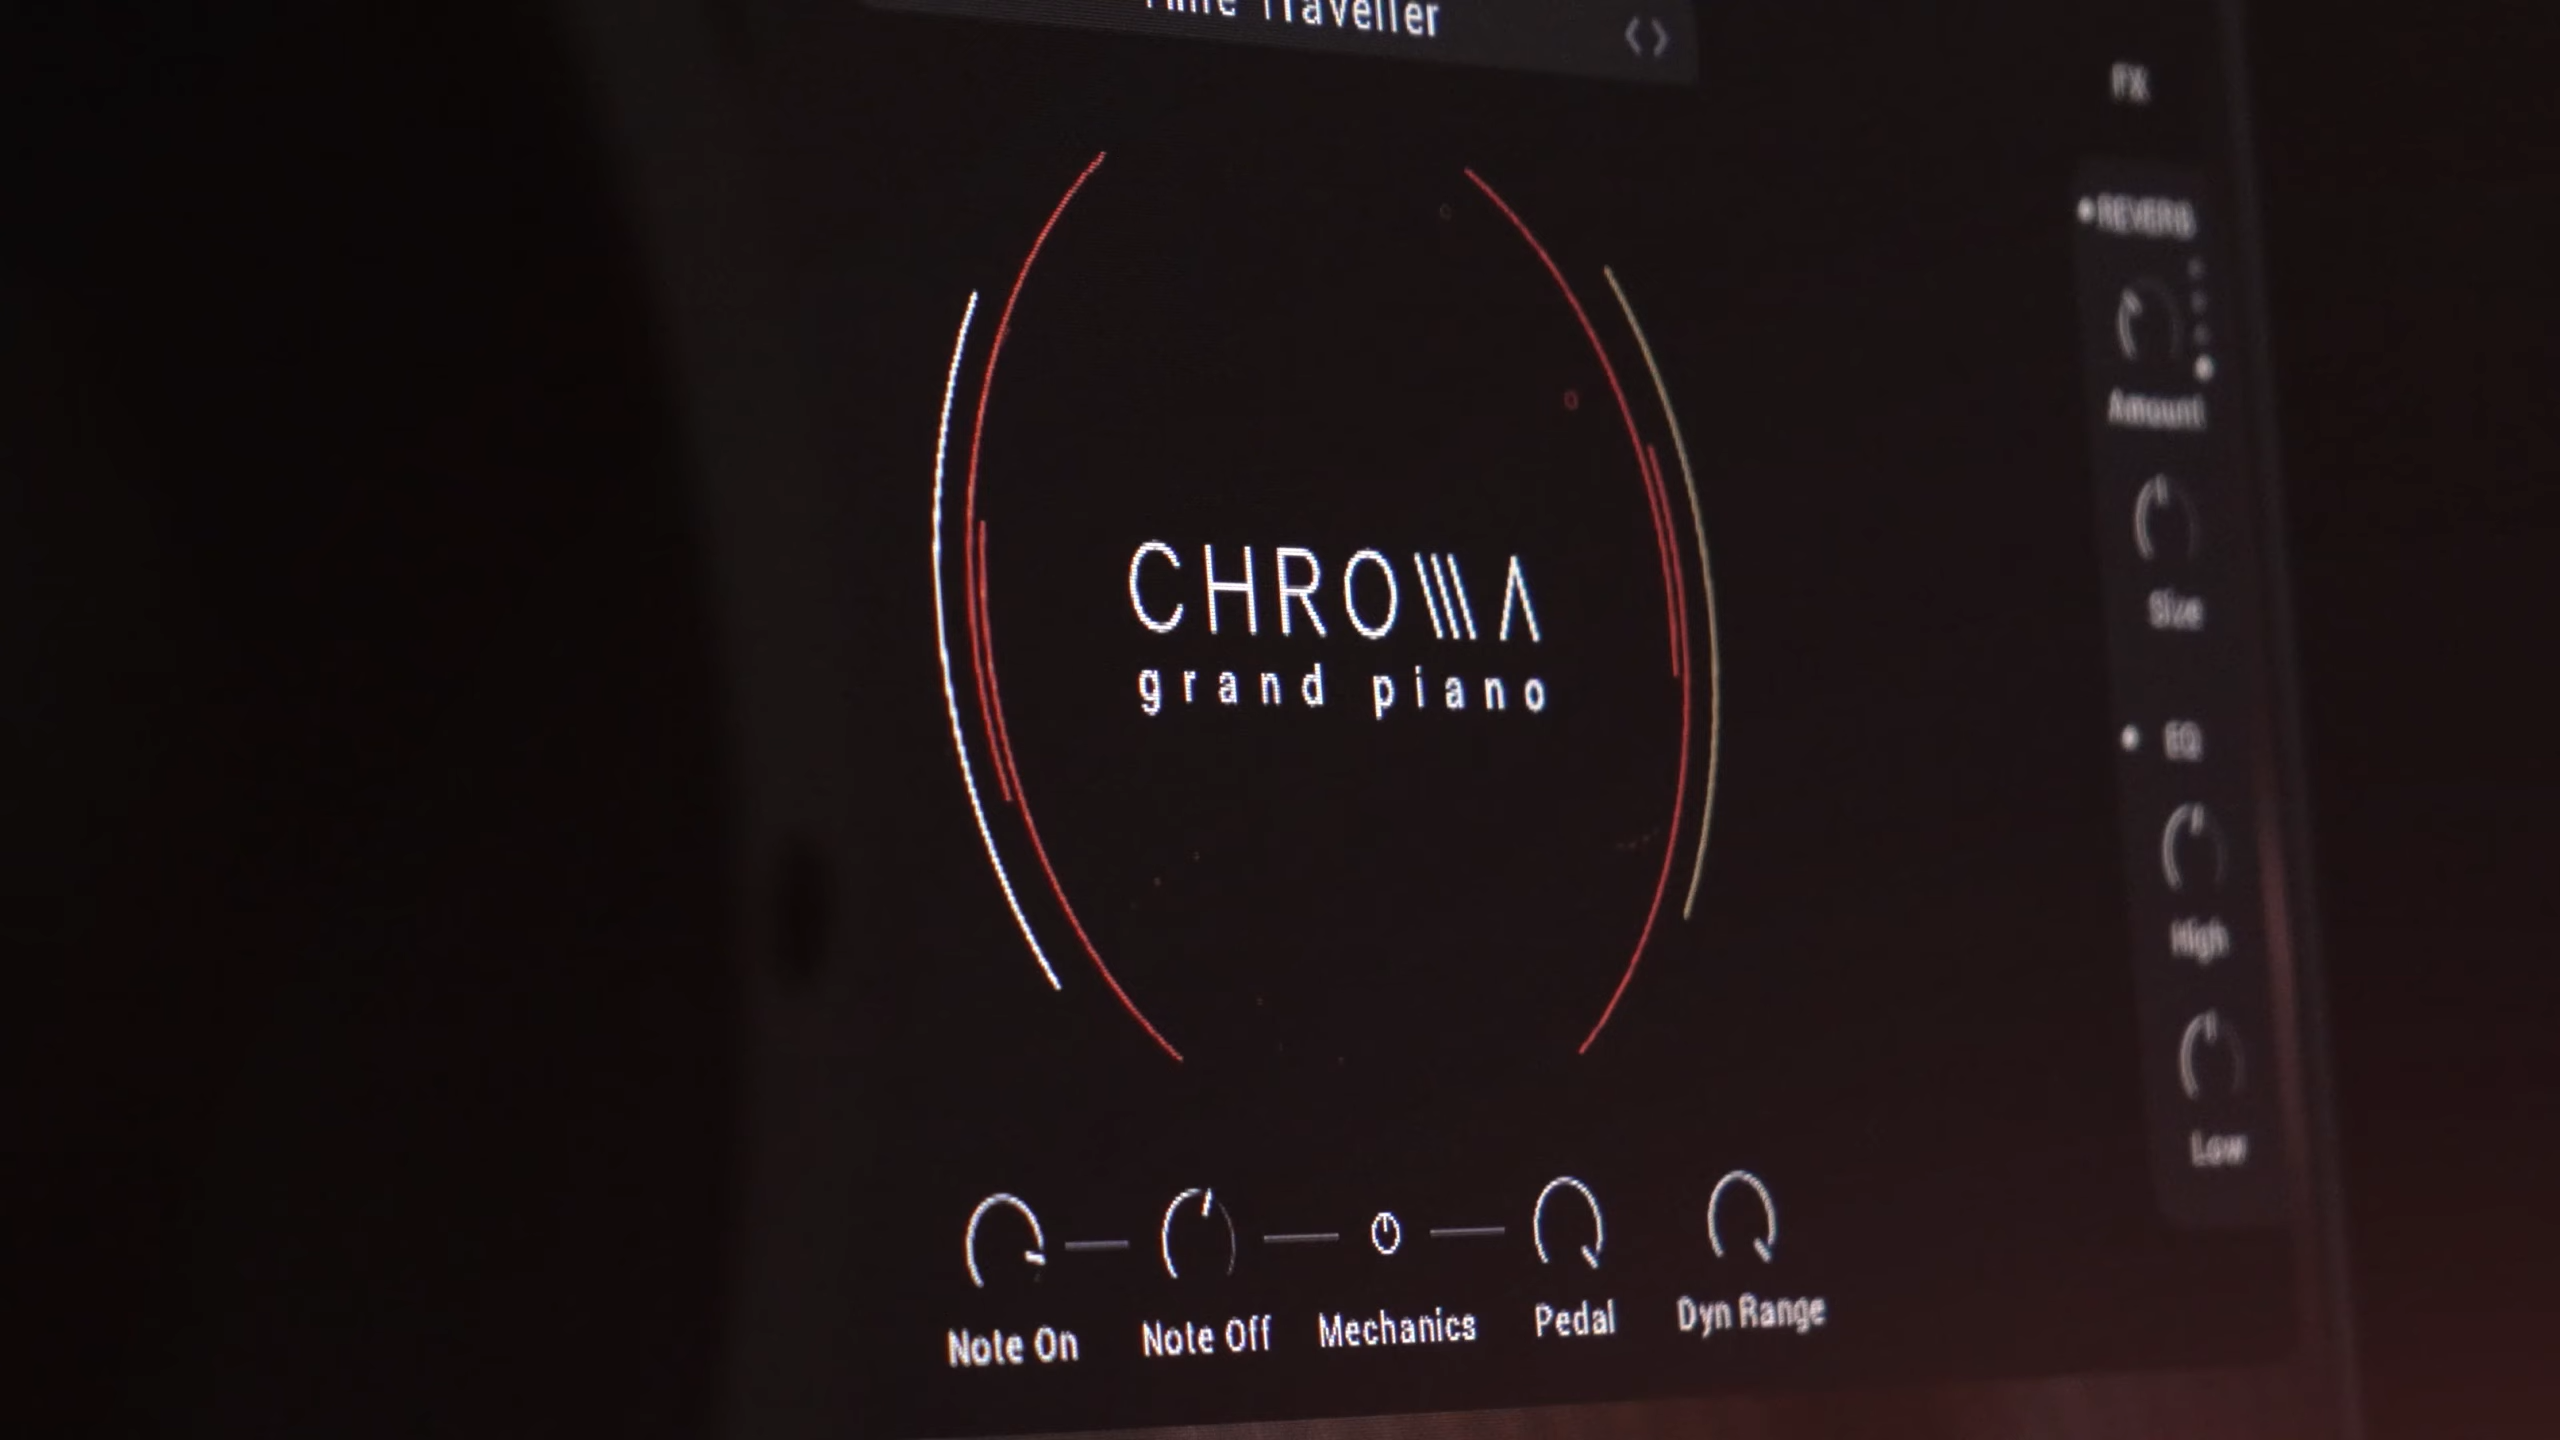 Time Traveller
FX
REVERB
Amount
Size
CHROMA
grand piano
EQ
High
Low
Note On
Note Off
Mechanics
Pedal
Dyn Range